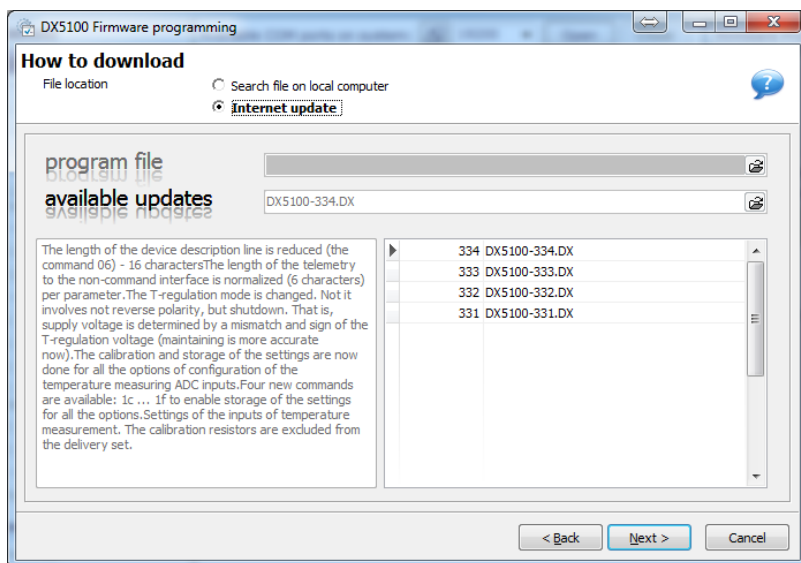 DX5100 Firmware programming
How to download
File location
Search file on local computer
Internet update
program file
available updates
DX5100-334.DX
The length of the device description line is reduced (the
command 06) - 16 charactersThe length of the telemetry
to the non-command interface is normalized (6 characters)
per parameter.The T-regulation mode is changed. Not it
involves not reverse polarity, but shutdown. That is,
supply voltage is determined by a mismatch and sign of the
T-regulation voltage (maintaining is more accurate
now).The calibration and storage of the settings are now
done for all the options of configuration of the
temperature measuring ADC inputs.Four new commands
are available: 1c ... 1f to enable storage of the settings
for all the options.Settings of the inputs of temperature
measurement. The calibration resistors are excluded from
the delivery set.
334 DX5100-334.DX
333 DX5100-333.DX
332 DX5100-332.DX
331 DX5100-331.DX
< Back
Next >
Cancel